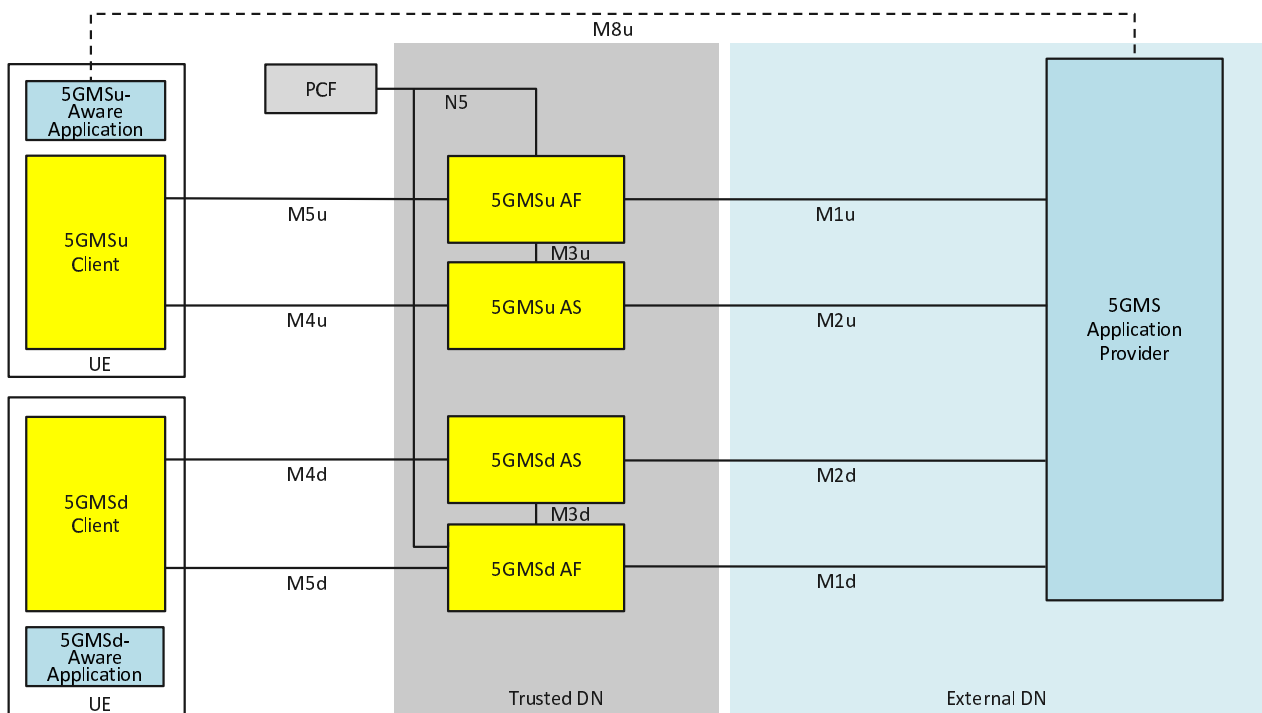 M8u
5GMSu-
Aware
Application
PCF
N5
5GMSu AF
M5u
M1u
5GMSu
Client
M3u
5GMSu AS
M4u
M2u
5GMS
Application
Provider
UE
5GMSd AS
M4d
M2d
5GMSd
Client
M3d
5GMSd AF
M5d
M1d
5GMSd-
Aware
Application
UE
Trusted DN
External DN